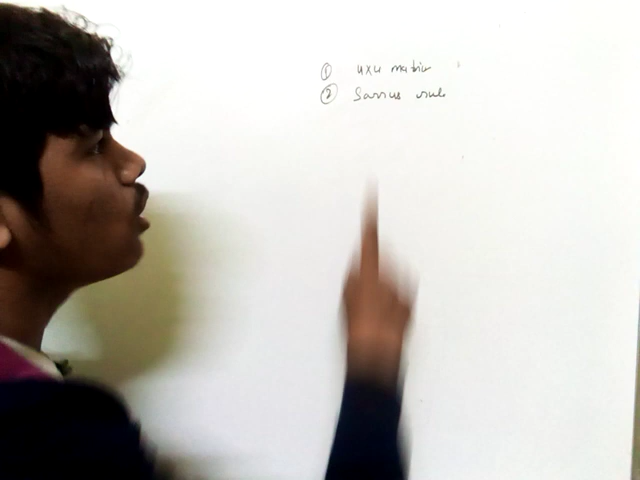 ① 4x4 matrix
② Sarrus rule